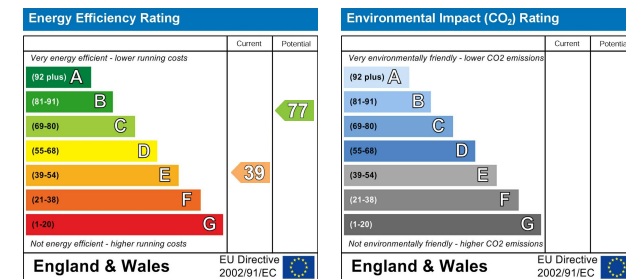 Energy Efficiency Rating
Current Potential
Very energy efficient - lower running costs
(92 plus) A
(81-91) B
77
(69-80) C
(55-68) D
(39-54) E
39
(21-38) F
(1-20) G
Not energy efficient - higher running costs
England & Wales
EU Directive
2002/91/EC
Environmental Impact (CO2) Rating
Current Potential
Very environmentally friendly - lower CO2 emissions
(92 plus) A
(81-91) B
(69-80) C
(55-68) D
(39-54) E
(21-38) F
(1-20) G
Not environmentally friendly - higher CO2 emissions
England & Wales
EU Directive
2002/91/EC